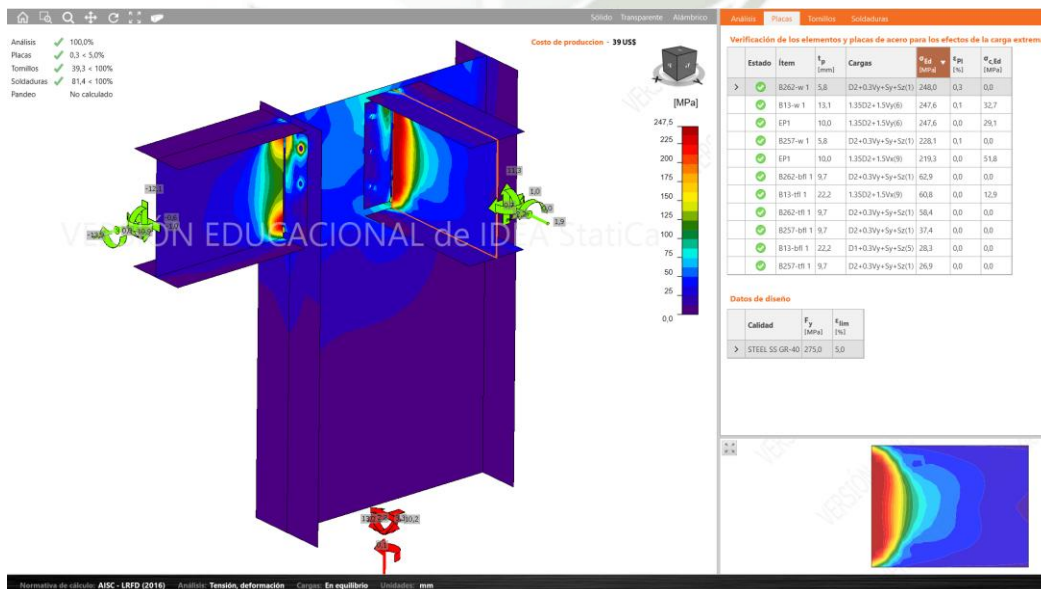 Sólido Transparente Alámbrico
Análisis 100,0%
Placas 0,3 < 5,0%
Tornillos 39,3 < 100%
Soldaduras 81,4 < 100%
Pandeo No calculado
Costo de produccion - 39 US$
[MPa]
247,5
225
200
175
150
125
100
75
50
25
0,0
VERSIÓN EDUCACIONAL de IDEA StatiCa
1,0
0,0
1,9
Análisis Placas Tornillos Soldaduras
Verificación de los elementos y placas de acero para los efectos de la carga extrema
Estado Ítem tp [mm] Cargas σEd [MPa] εPl [%] σc,Ed [MPa]
B262-w 1 5,8 D2+0.3Vy+Sy+Sz(1) 248,0 0,3 0,0
B13-w 1 13,1 1.35D2+1.5Vy(6) 247,6 0,1 32,7
EP1 10,0 1.35D2+1.5Vy(6) 247,6 0,0 29,1
B257-w 1 5,8 D2+0.3Vy+Sy+Sz(1) 228,1 0,1 0,0
EP1 10,0 1.35D2+1.5Vx(9) 219,3 0,0 51,8
B262-bfl 1 9,7 D2+0.3Vy+Sy+Sz(1) 62,9 0,0 0,0
B13-tfl 1 22,2 1.35D2+1.5Vx(9) 60,8 0,0 12,9
B262-tfl 1 9,7 D2+0.3Vy+Sy+Sz(1) 58,4 0,0 0,0
B257-bfl 1 9,7 D2+0.3Vy+Sy+Sz(1) 37,4 0,0 0,0
B13-bfl 1 22,2 D1+0.3Vy+Sy+Sz(5) 28,3 0,0 0,0
B257-tfl 1 9,7 D2+0.3Vy+Sy+Sz(1) 26,9 0,0 0,0
Datos de diseño
Calidad Fy [MPa] εlim [%]
STEEL SS GR-40 275,0 5,0
Normativa de cálculo: AISC - LRFD (2016) Análisis: Tensión, deformación Cargas: En equilibrio Unidades: mm